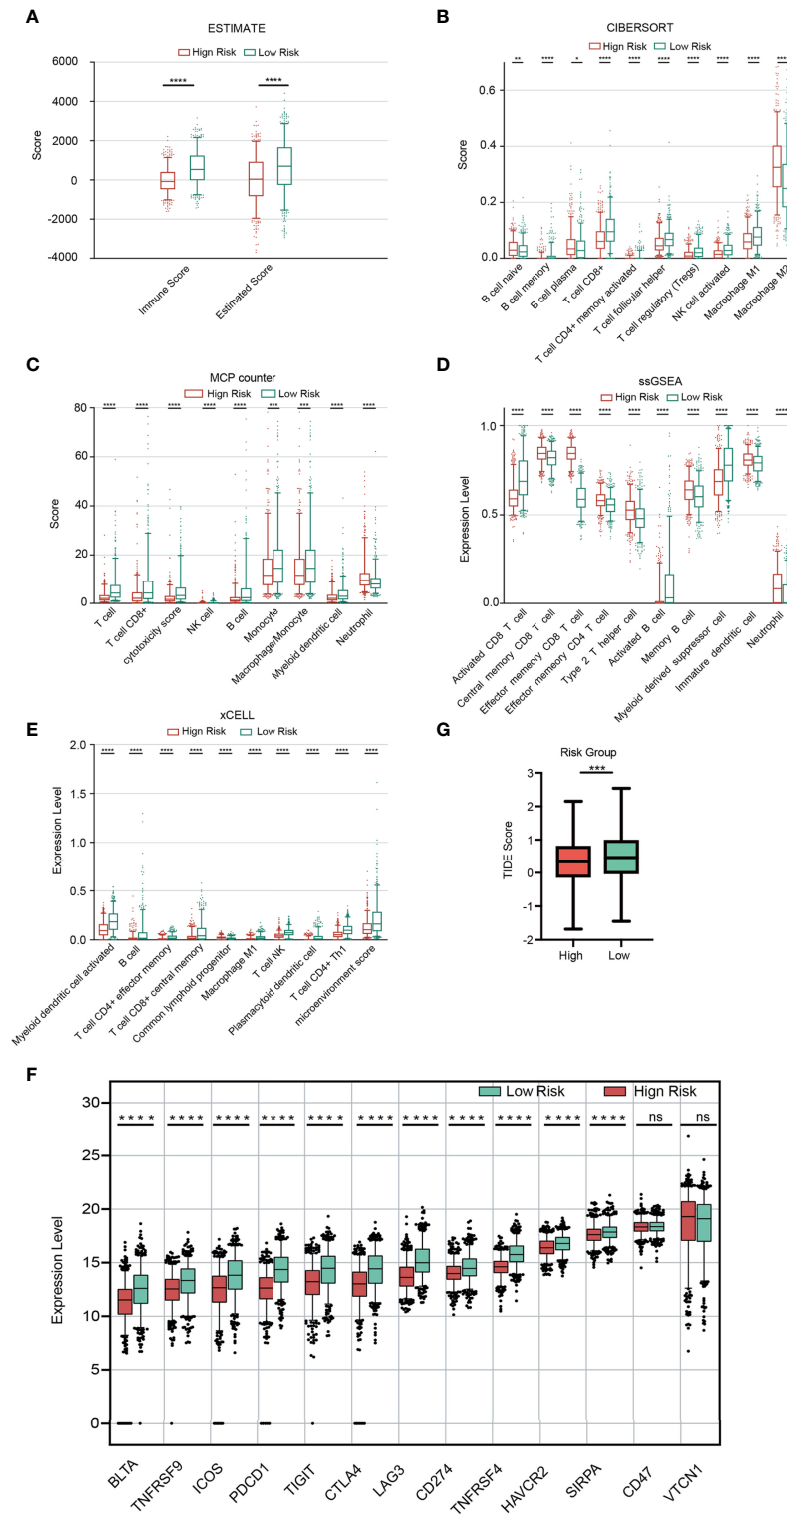 A
ESTIMATE
Hign Risk Low Risk
**** ****
Score
6000
4000
2000
0
-2000
-4000
Immune Score
Estimated Score
B
CIBERSORT
Hign Risk Low Risk
** **** * **** **** **** **** **** **** ****
Score
0.6
0.4
0.2
0.0
B cell naive
B cell memory
B cell plasma
T cell CD8+
T cell CD4+ memory activated
T cell follicular helper
T cell regulatory (Tregs)
NK cell activated
Macrophage M1
Macrophage M2
C
MCP counter
Hign Risk Low Risk
**** **** **** **** **** *** *** **** ****
Score
80
60
40
20
0
T cell
T cell CD8+
cytotoxicity score
NK cell
B cell
Monocyte
Macrophage/Monocyte
Myeloid dendritic cell
Neutrophil
D
ssGSEA
High Risk Low Risk
**** **** **** **** **** **** **** **** **** ****
Expression Level
1.0
0.5
0.0
Activated CD8 T cell
Central memory CD8 T cell
Effector memory CD8 T cell
Effector memory CD4 T cell
Type 2 T helper cell
Activated B cell
Memory B cell
Myeloid derived suppressor cell
Immature dendritic cell
Neutrophil
E
xCELL
Hign Risk Low Risk
**** **** **** **** **** **** **** **** **** ****
Expression Level
2.0
1.5
1.0
0.5
0.0
Myeloid dendritic cell activated
B cell
T cell CD4+ effector memory
T cell CD8+ central memory
Common lymphoid progenitor
Macrophage M1
T cell NK
Plasmacytoid dendritic cell
T cell CD4+ Th1
microenvironment score
G
Risk Group
***
TIDE Score
3
2
1
0
-1
-2
High Low
F
Low Risk Hign Risk
**** **** **** **** **** **** **** **** **** **** **** ns ns
Expression Level
30
25
20
15
10
5
0
BLTA
TNFRSF9
ICOS
PDCD1
TIGIT
CTLA4
LAG3
CD274
TNFRSF4
HAVCR2
SIRPA
CD47
VTCN1